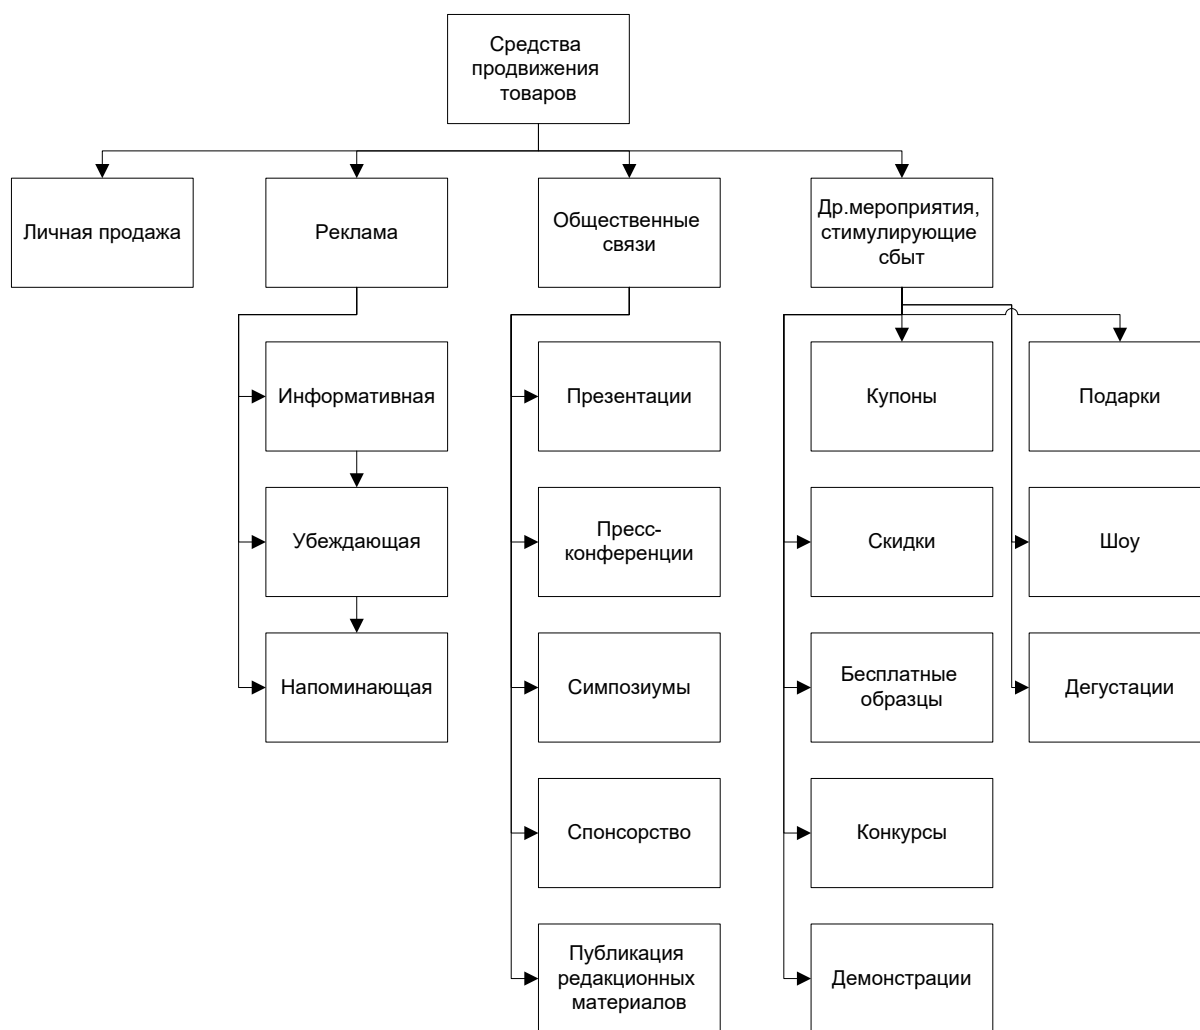 Средства
продвижения
товаров
Личная продажа
Реклама
Общественные
связи
Др.мероприятия,
стимулирующие
сбыт
Информативная
Презентации
Купоны
Подарки
Убеждающая
Пресс-
конференции
Скидки
Шоу
Напоминающая
Симпозиумы
Бесплатные
образцы
Дегустации
Спонсорство
Конкурсы
Публикация
редакционных
материалов
Демонстрации